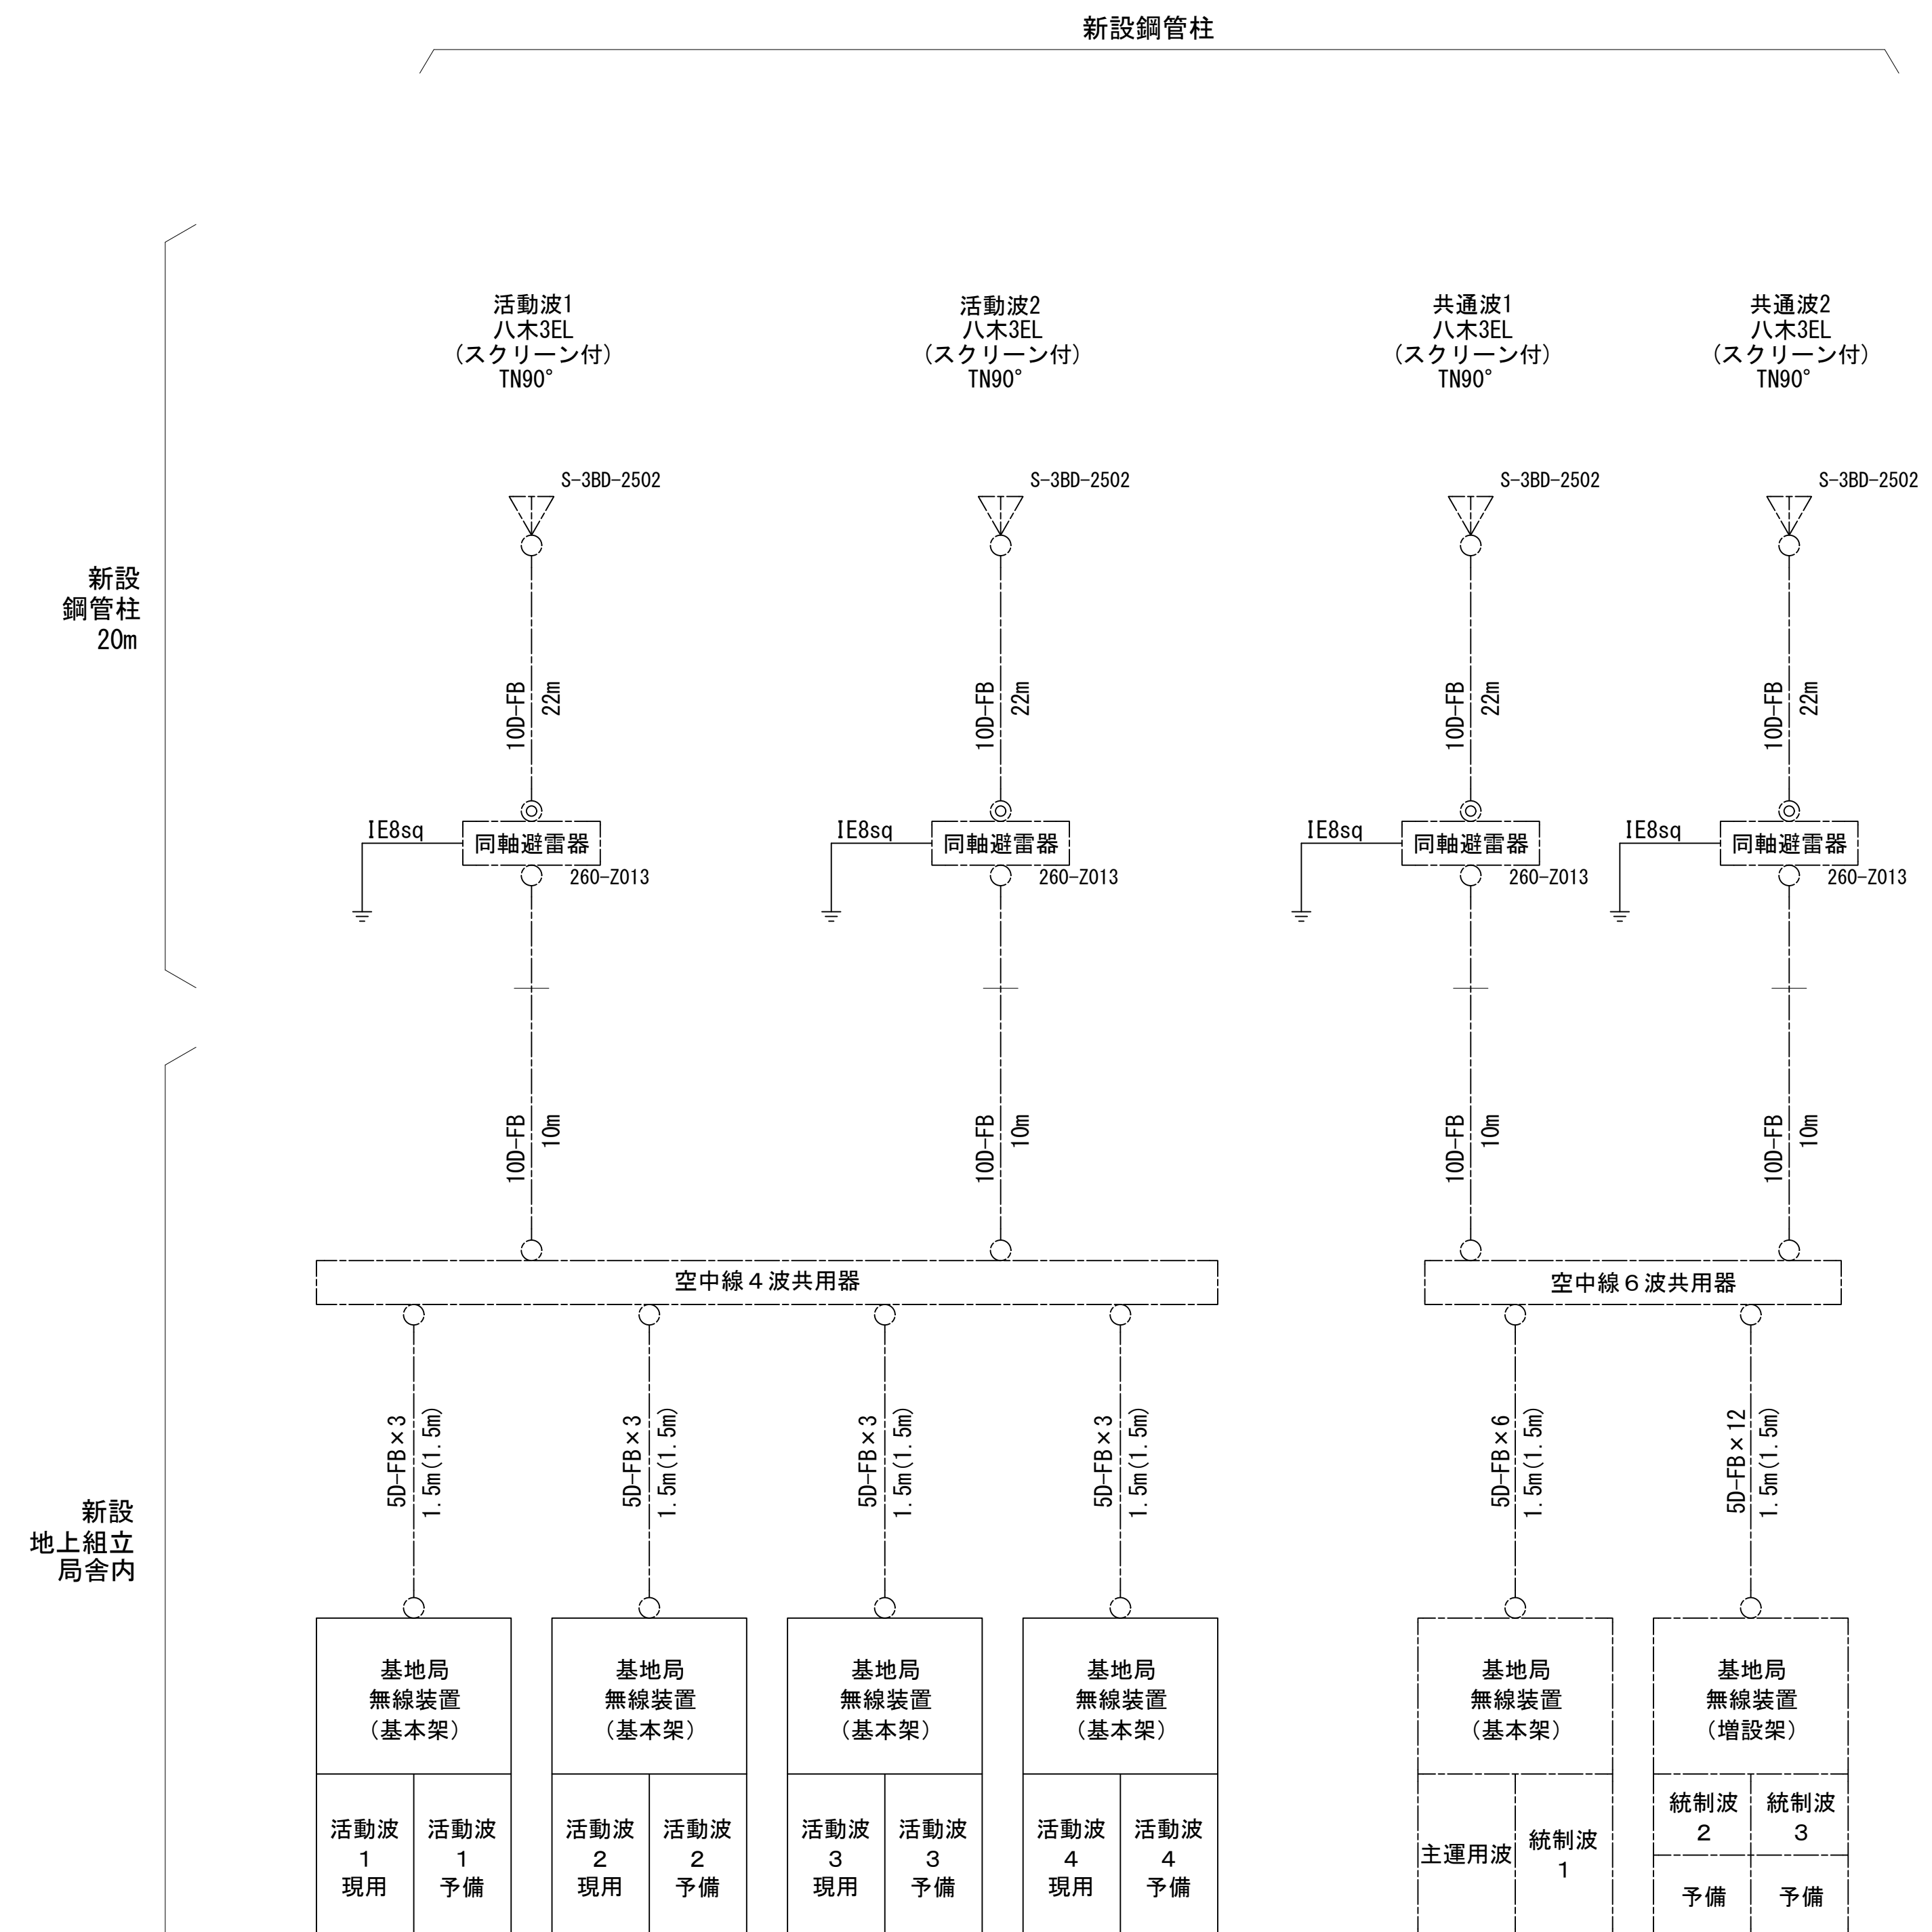 新設鋼管柱
活動波1
八木3EL
(スクリーン付)
TN90°
活動波2
八木3EL
(スクリーン付)
TN90°
共通波1
八木3EL
(スクリーン付)
TN90°
共通波2
八木3EL
(スクリーン付)
TN90°
S-3BD-2502
S-3BD-2502
S-3BD-2502
S-3BD-2502
新設
鋼管柱
20m
10D-FB
22m
10D-FB
22m
10D-FB
22m
10D-FB
22m
IE8sq
同軸避雷器
260-Z013
IE8sq
同軸避雷器
260-Z013
IE8sq
同軸避雷器
260-Z013
IE8sq
同軸避雷器
260-Z013
10D-FB
10m
10D-FB
10m
10D-FB
10m
10D-FB
10m
空中線4波共用器
空中線6波共用器
5D-FB×3
1.5m(1.5m)
5D-FB×3
1.5m(1.5m)
5D-FB×3
1.5m(1.5m)
5D-FB×3
1.5m(1.5m)
5D-FB×6
1.5m(1.5m)
5D-FB×12
1.5m(1.5m)
新設
地上組立
局舎内
基地局
無線装置
(基本架)
基地局
無線装置
(基本架)
基地局
無線装置
(基本架)
基地局
無線装置
(基本架)
基地局
無線装置
(基本架)
基地局
無線装置
(増設架)
活動波
1
現用
活動波
1
予備
活動波
2
現用
活動波
2
予備
活動波
3
現用
活動波
3
予備
活動波
4
現用
活動波
4
予備
主運用波
統制波
1
統制波
2
統制波
3
予備
予備